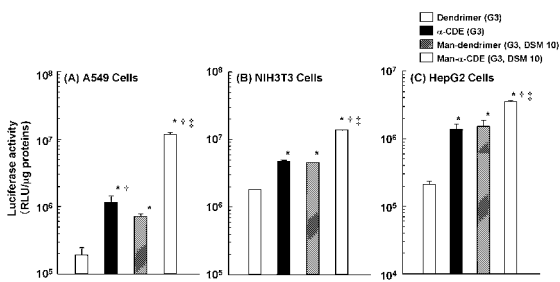 Dendrimer (G3)
α-CDE (G3)
Man-dendrimer (G3, DSM 10)
Man-α-CDE (G3, DSM 10)
(A) A549 Cells
(B) NIH3T3 Cells
(C) HepG2 Cells
Luciferase activity
(RLU/μg proteins)
10⁸
10⁷
10⁶
10⁵
* †
*
* † ‡
10⁸
10⁷
10⁶
10⁵
*
*
* † ‡
10⁷
10⁶
10⁵
10⁴
*
*
* † ‡